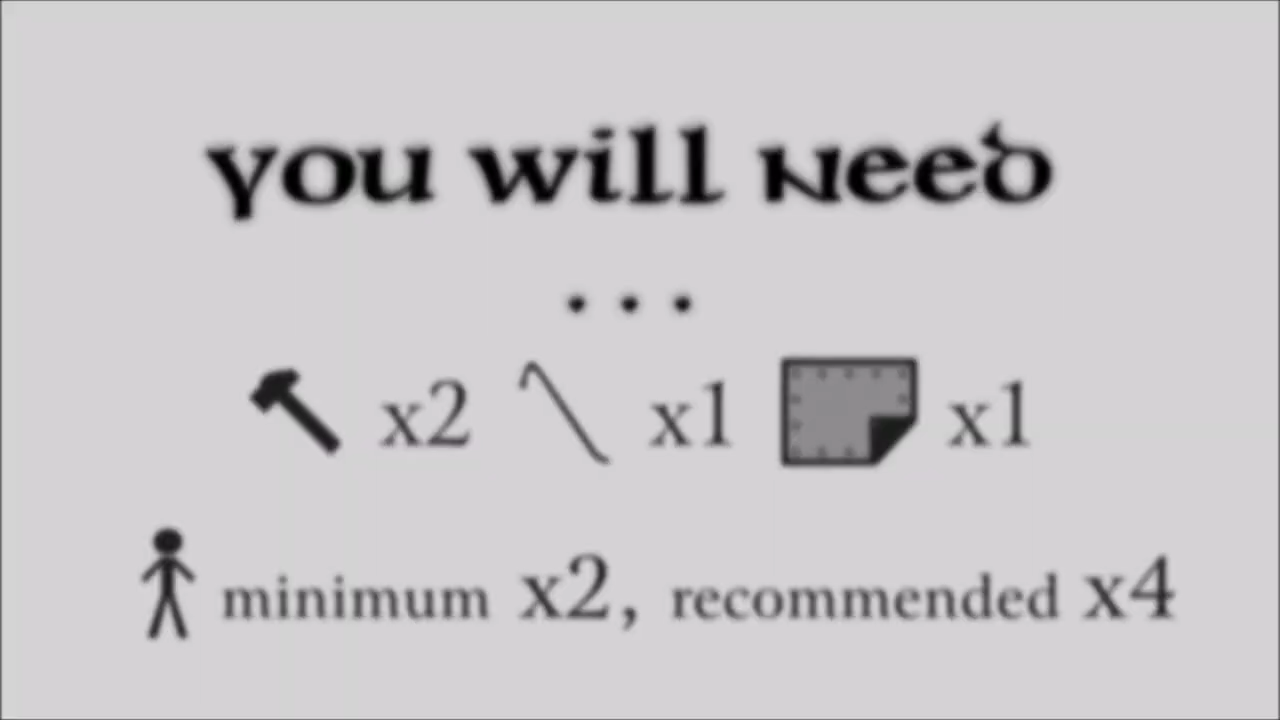 you will need
...
x2 x1 x1
minimum x2, recommended x4